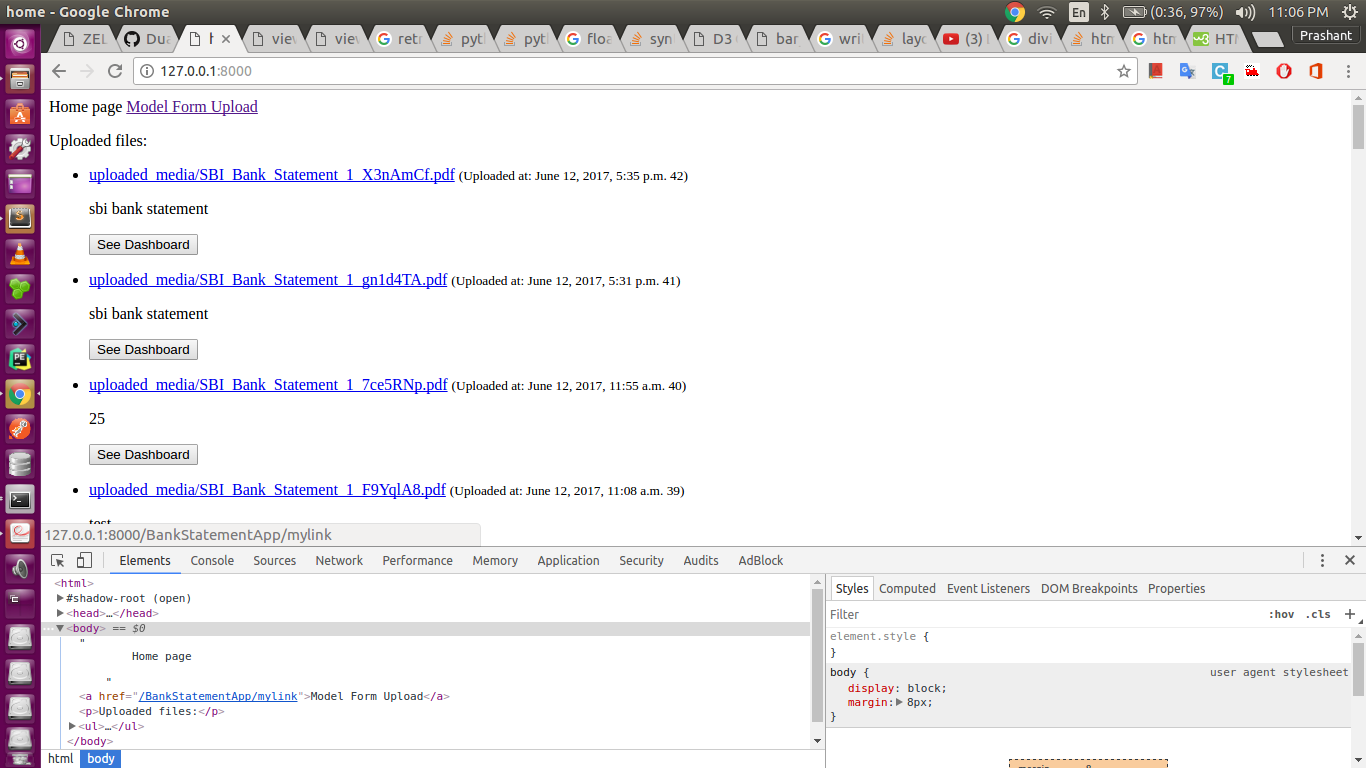 home - Google Chrome
En (0:36, 97%) 11:06 PM
ZEL Dua h view view retr pyt pyt floa syn D3 bar wri layo (3) divi htm htm HTM Prashant
127.0.0.1:8000
7
Home page Model Form Upload
Uploaded files:
uploaded_media/SBI_Bank_Statement_1_X3nAmCf.pdf (Uploaded at: June 12, 2017, 5:35 p.m. 42)
sbi bank statement
See Dashboard
uploaded_media/SBI_Bank_Statement_1_gn1d4TA.pdf (Uploaded at: June 12, 2017, 5:31 p.m. 41)
sbi bank statement
See Dashboard
uploaded_media/SBI_Bank_Statement_1_7ce5RNp.pdf (Uploaded at: June 12, 2017, 11:55 a.m. 40)
25
See Dashboard
uploaded_media/SBI_Bank_Statement_1_F9YqlA8.pdf (Uploaded at: June 12, 2017, 11:08 a.m. 39)
test
127.0.0.1:8000/BankStatementApp/mylink
Elements Console Sources Network Performance Memory Application Security Audits AdBlock
<html>
#shadow-root (open)
<head>…</head>
<body> == $0
"
Home page
"
<a href="/BankStatementApp/mylink">Model Form Upload</a>
<p>Uploaded files:</p>
<ul>…</ul>
</body>
html body
Styles Computed Event Listeners DOM Breakpoints Properties
Filter :hov .cls +
element.style {
}
body { user agent stylesheet
display: block;
margin: 8px;
}